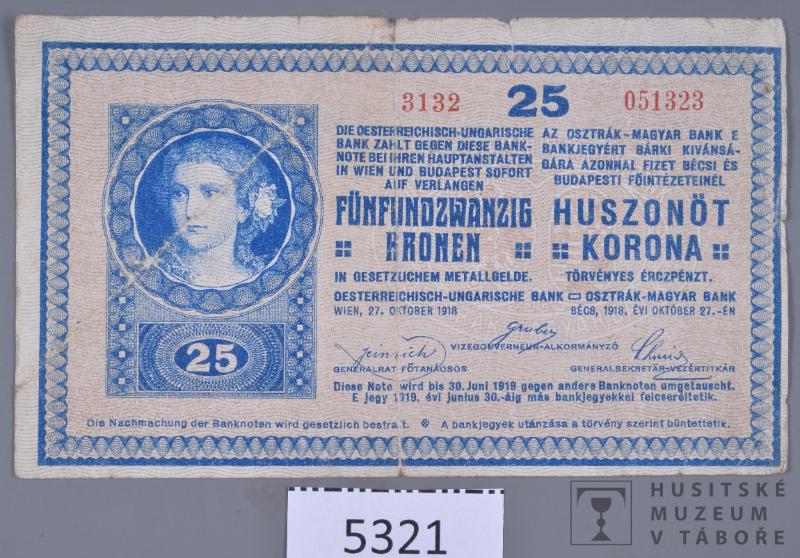 3132 25 051323
DIE OESTERREICHISCH-UNGARISCHE
BANK ZAHLT GEGEN DIESE BANK-
NOTE BEI IHREN HAUPTANSTALTEN
IN WIEN UND BUDAPEST SOFORT
AUF VERLANGEN
FÜNFUNDZWANZIG
KRONEN
IN GESETZLICHEM METALLGELDE.
AZ OSZTRÁK-MAGYAR BANK E
BANKJEGYÉRT BÁRKI KIVÁNSÁ-
GÁRA AZONNAL FIZET BÉCSI ÉS
BUDAPESTI FŐINTÉZETEINÉL
HUSZONÖT
KORONA
TÖRVÉNYES ÉRCZPÉNZT.
OESTERREICHISCH-UNGARISCHE BANK OSZTRÁK-MAGYAR BANK
WIEN, 27. OKTOBER 1918 BÉCS, 1918. ÉVI OKTÓBER 27.-ÉN
Gruber
VIZEGOUVERNEUR-ALKORMÁNYZÓ
GENERALRAT FŐTANÁCSOS
GENERALSEKRETÄR-VEZÉRTITKÁR
25
Diese Note wird bis 30. Juni 1919 gegen andere Banknoten umgetauscht.
E jegy 1919. évi junius 30.-áig más bankjegyekkel felcseréltetik.
Die Nachmachung der Banknoten wird gesetzlich bestra t. A bankjegyek utánzása a törvény szerint büntettetik.
5321
HUSITSKÉ
MUZEUM
V TÁBOŘE